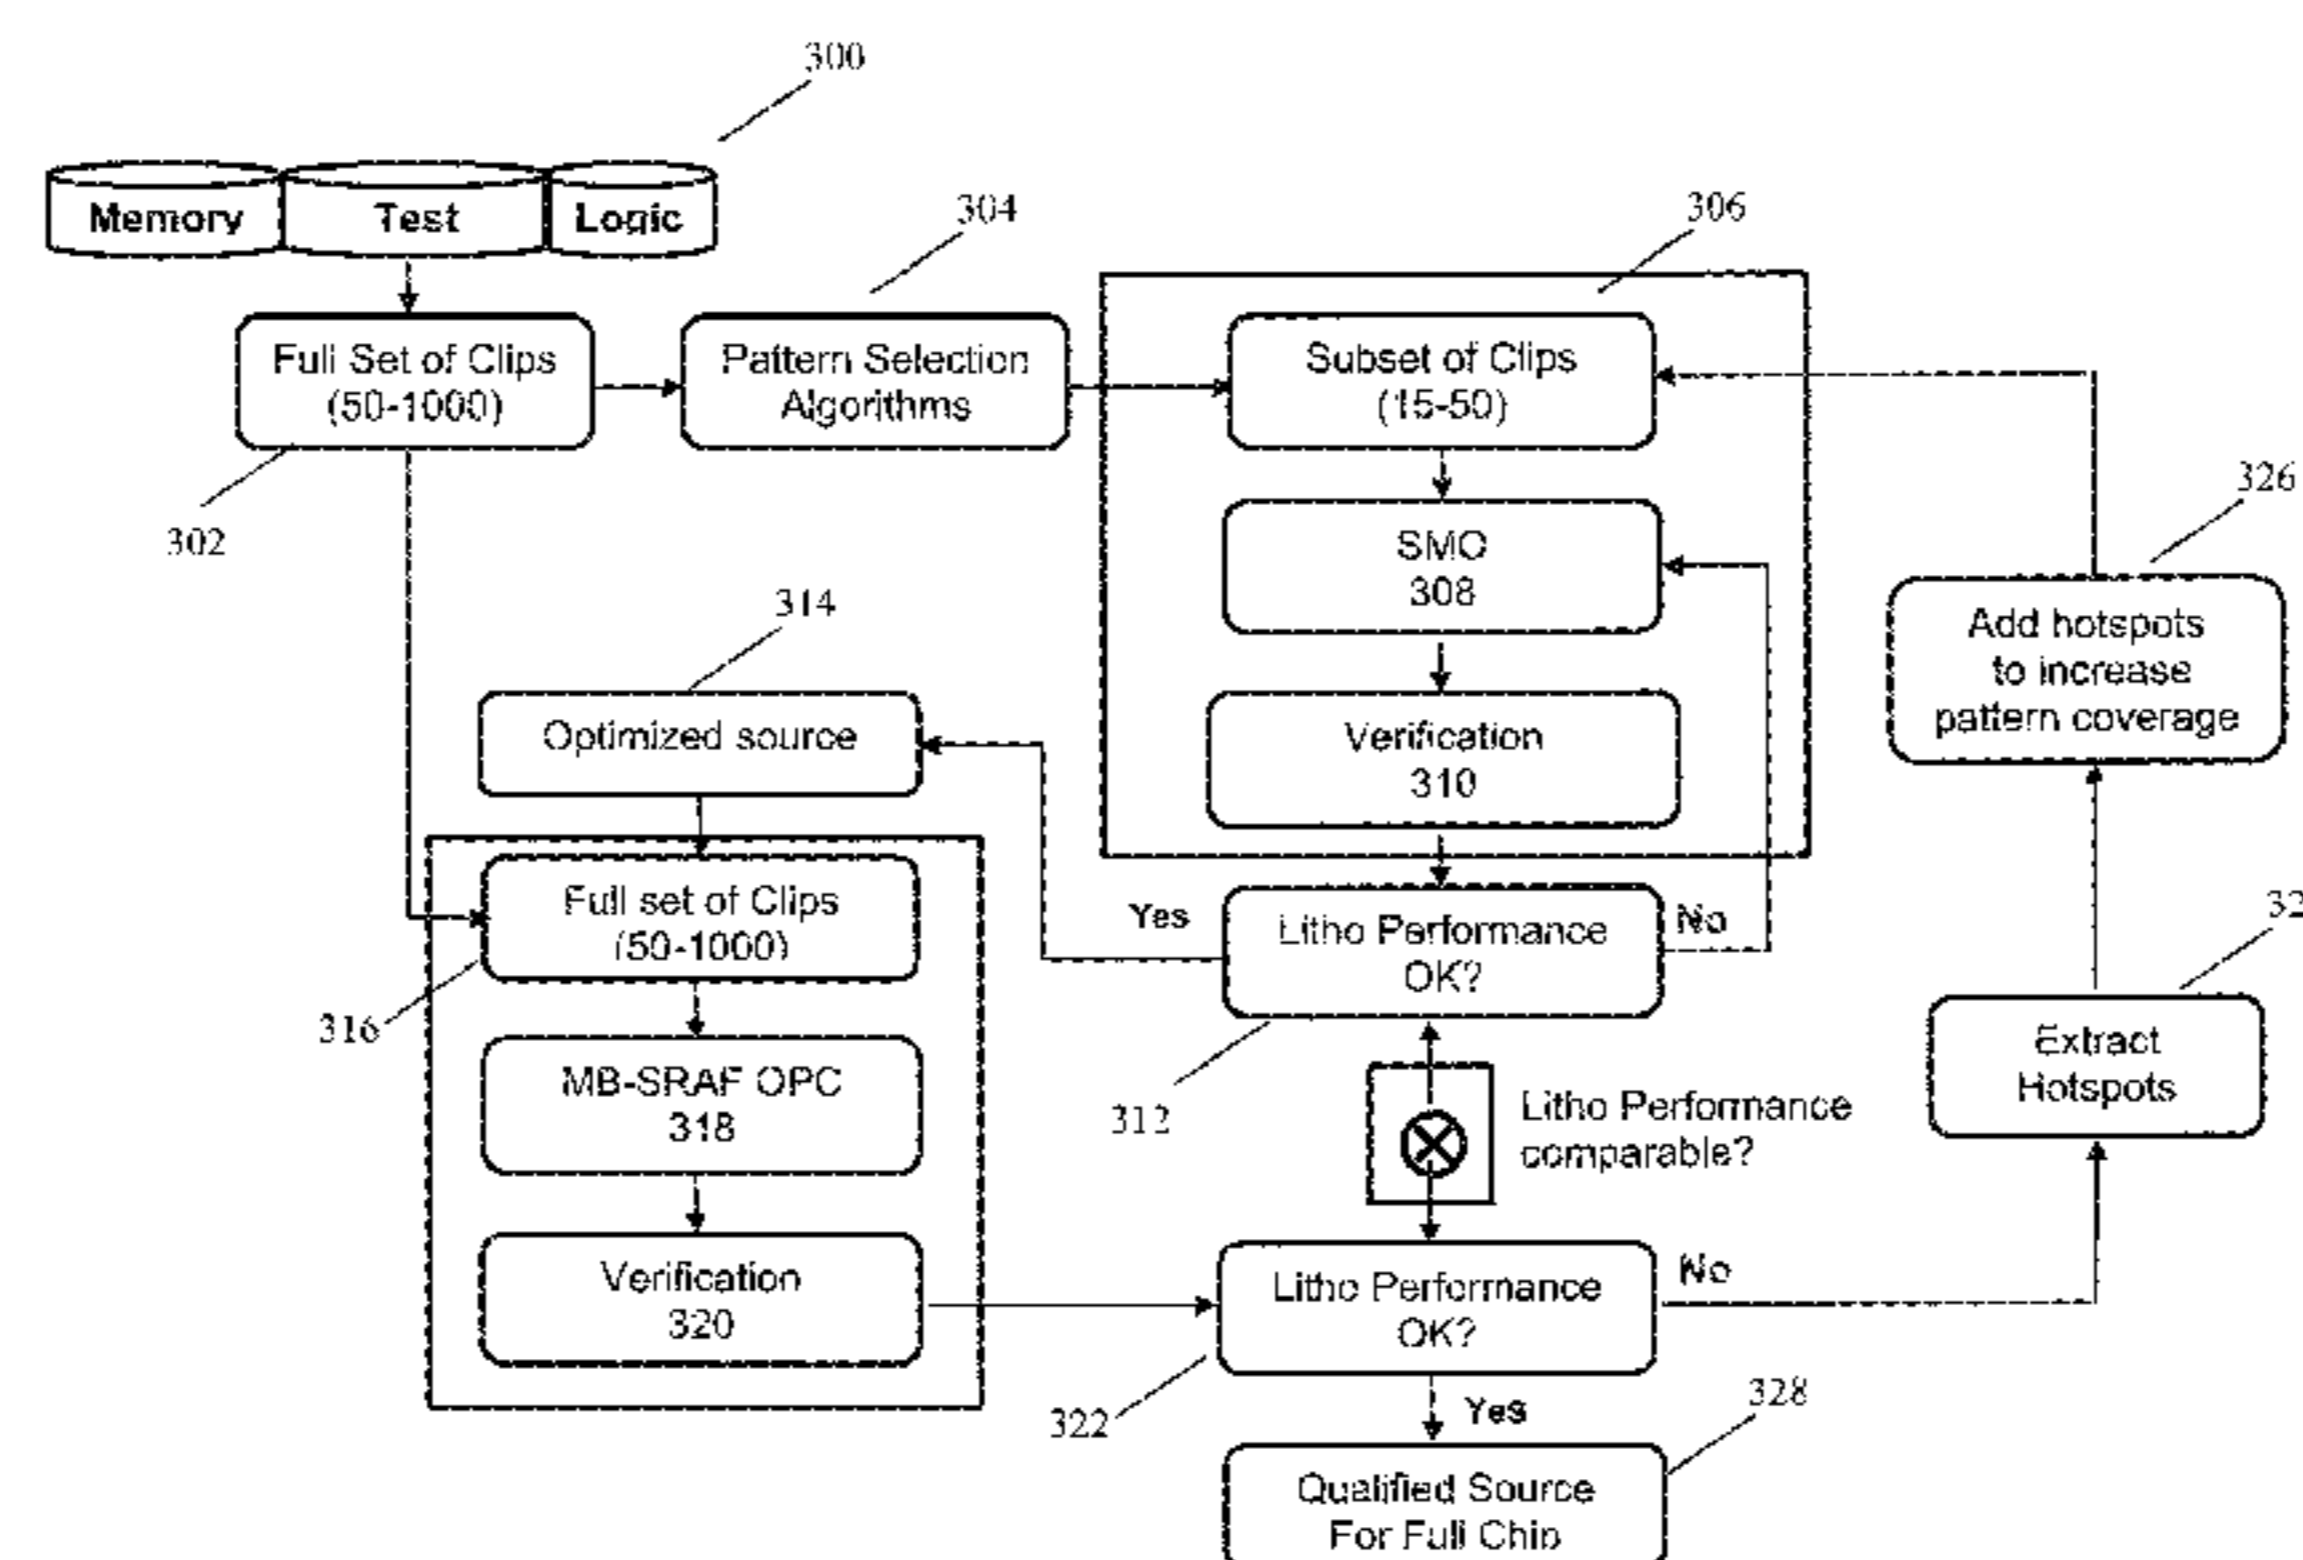 300
Memory Test Logic
304
306
Full Set of Clips
(50-1000)
Pattern Selection
Algorithms
Subset of Clips
(15-50)
302
326
SMO
308
314
Add hotspots
to increase
pattern coverage
Optimized source
Verification
310
Full set of Clips
(50-1000)
Yes
Litho Performance
OK?
No
32
316
Extract
Hotspots
MB-SRAF OPC
318
312
Litho Performance
comparable?
Verification
320
Litho Performance
OK?
No
322
Yes
328
Qualified Source
For Full Chip